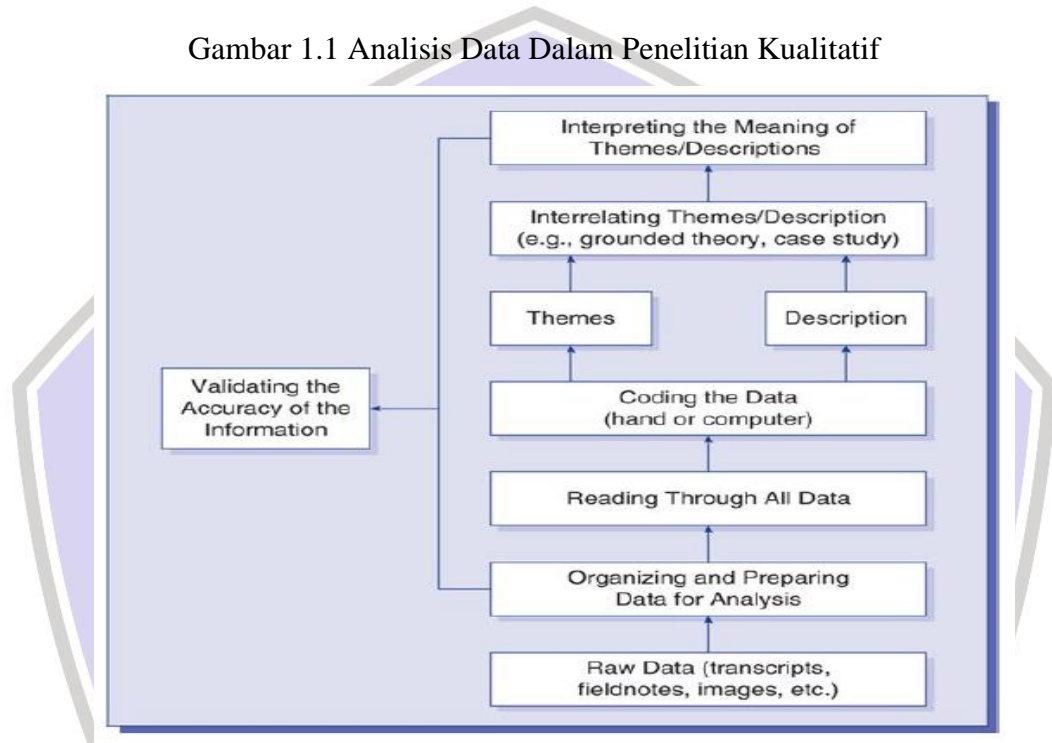 Gambar 1.1 Analisis Data Dalam Penelitian Kualitatif
Interpreting the Meaning of
Themes/Descriptions
Interrelating Themes/Description
(e.g., grounded theory, case study)
Themes
Description
Validating the
Accuracy of the
Information
Coding the Data
(hand or computer)
Reading Through All Data
Organizing and Preparing
Data for Analysis
Raw Data (transcripts,
fieldnotes, images, etc.)